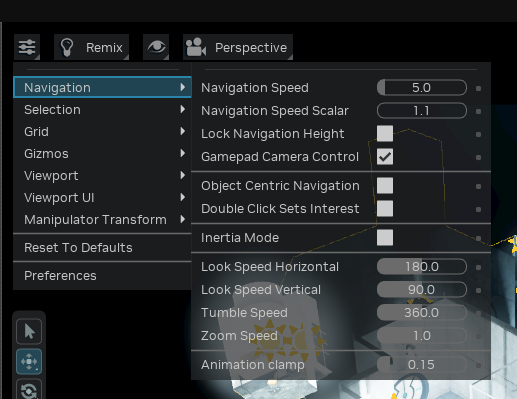 Remix
Perspective
Navigation
Selection
Grid
Gizmos
Viewport
Viewport UI
Manipulator Transform
Reset To Defaults
Preferences
Navigation Speed 5.0
Navigation Speed Scalar 1.1
Lock Navigation Height
Gamepad Camera Control
Object Centric Navigation
Double Click Sets Interest
Inertia Mode
Look Speed Horizontal 180.0
Look Speed Vertical 90.0
Tumble Speed 360.0
Zoom Speed 1.0
Animation clamp 0.15